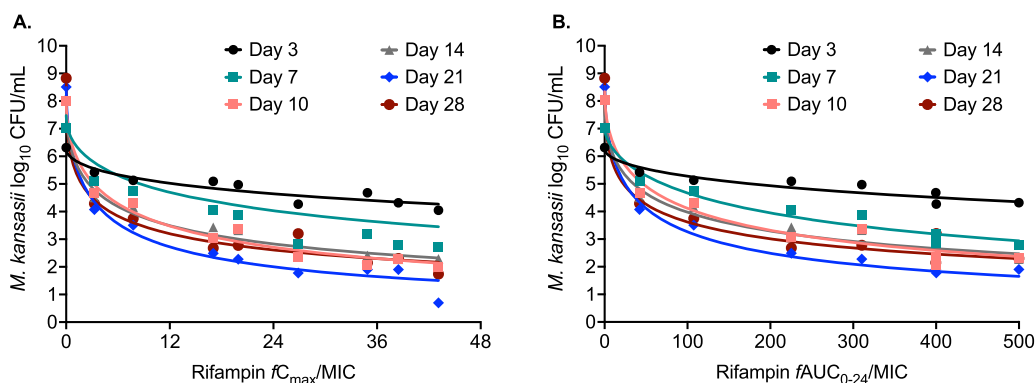 A.
Day 3
Day 14
Day 7
Day 21
Day 10
Day 28
M. kansasii log10 CFU/mL
10
9
8
7
6
5
4
3
2
1
0
0 12 24 36 48
Rifampin fCmax/MIC
B.
Day 3
Day 14
Day 7
Day 21
Day 10
Day 28
M. kansasii log10 CFU/mL
10
9
8
7
6
5
4
3
2
1
0
0 100 200 300 400 500
Rifampin fAUC0-24/MIC